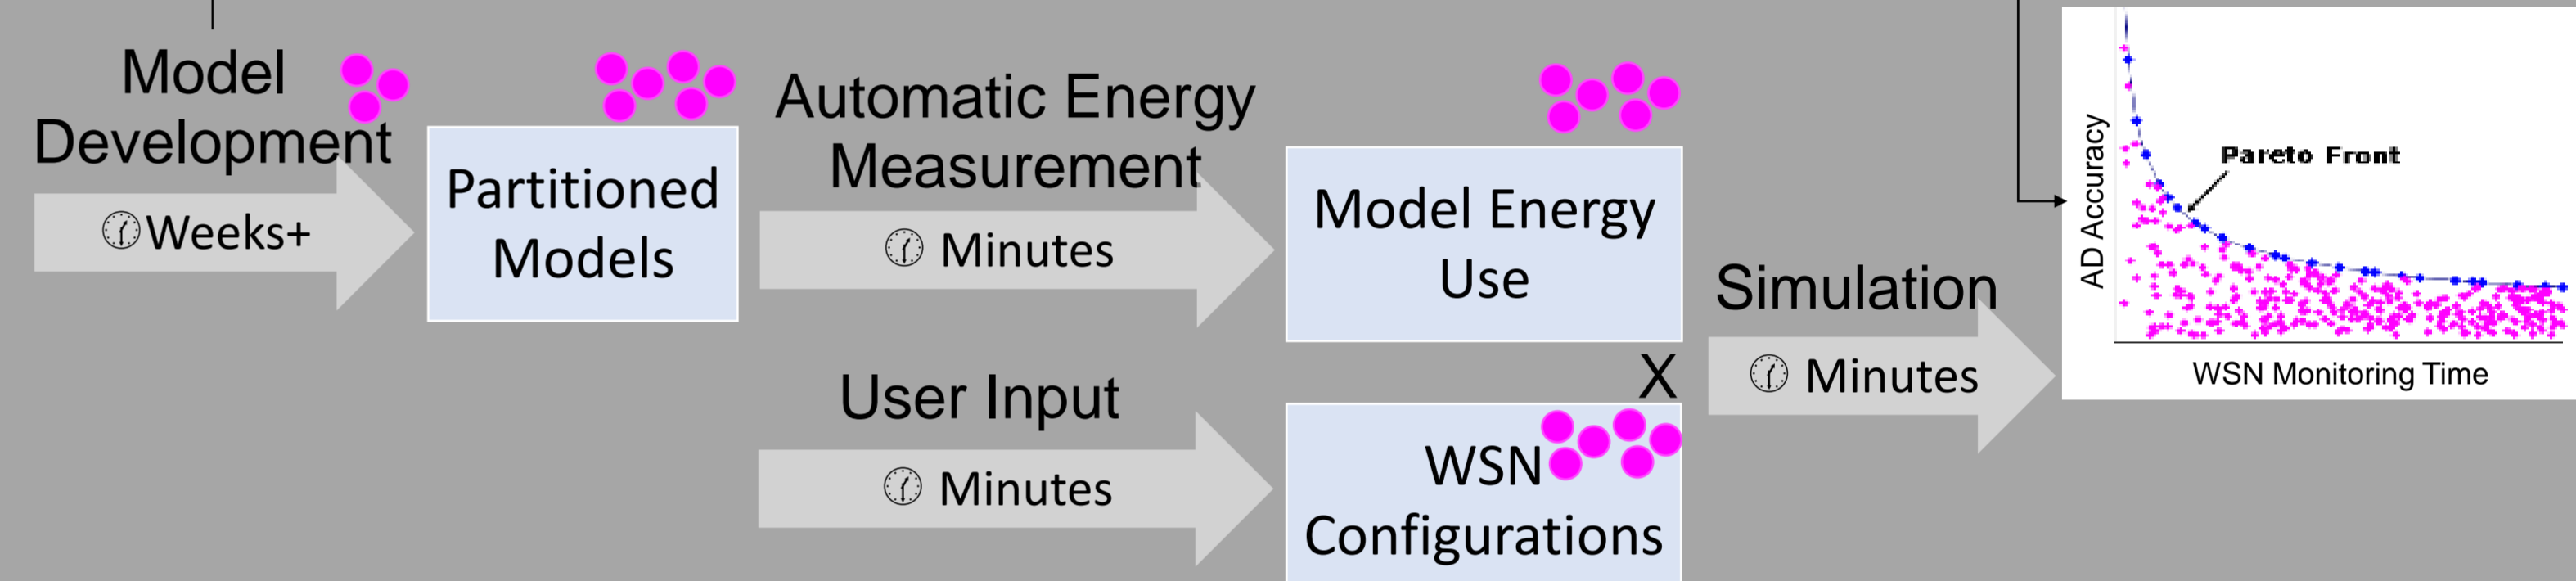 Model
Development
Weeks+
Partitioned
Models
Automatic Energy
Measurement
Minutes
Model Energy
Use
User Input
Minutes
X
WSN
Configurations
Simulation
Minutes
AD Accuracy
Pareto Front
WSN Monitoring Time